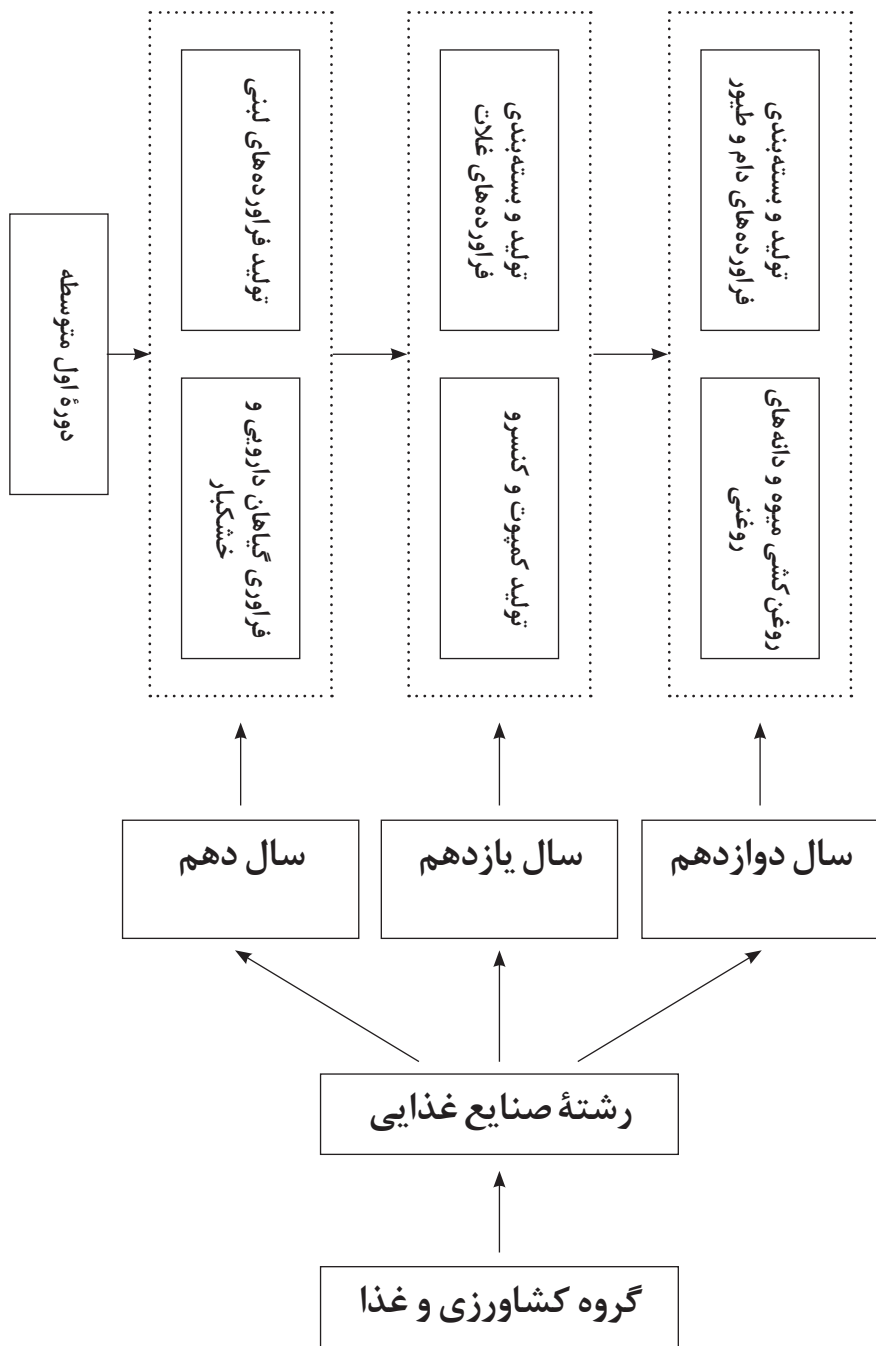 دورهٔ اول متوسطه
تولید فراورده‌های لبنی
فراوری گیاهان دارویی و
خشکبار
تولید و بسته‌بندی
فراورده‌های غلات
تولید کمپوت و کنسرو
تولید و بسته‌بندی
فراورده‌های دام و طیور
روغن کشی میوه و دانه‌های
روغنی
سال دهم
سال یازدهم
سال دوازدهم
رشتهٔ صنایع غذایی
گروه کشاورزی و غذا